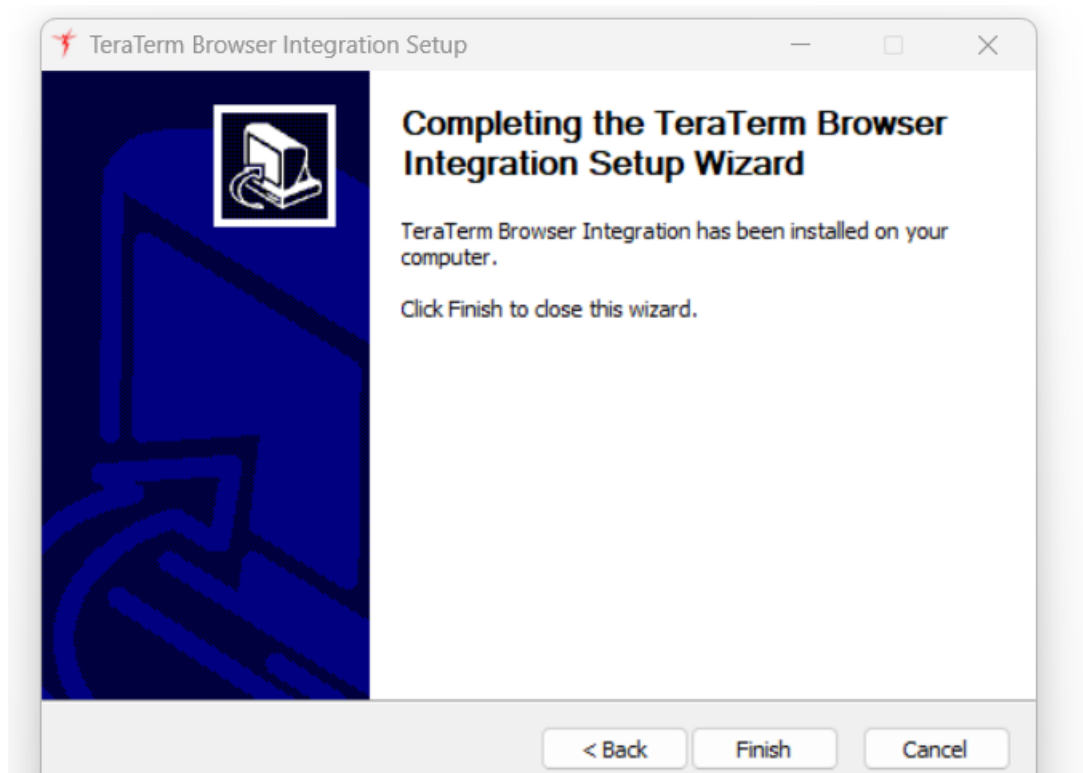 TeraTerm Browser Integration Setup
Completing the TeraTerm Browser
Integration Setup Wizard
TeraTerm Browser Integration has been installed on your
computer.
Click Finish to close this wizard.
< Back
Finish
Cancel